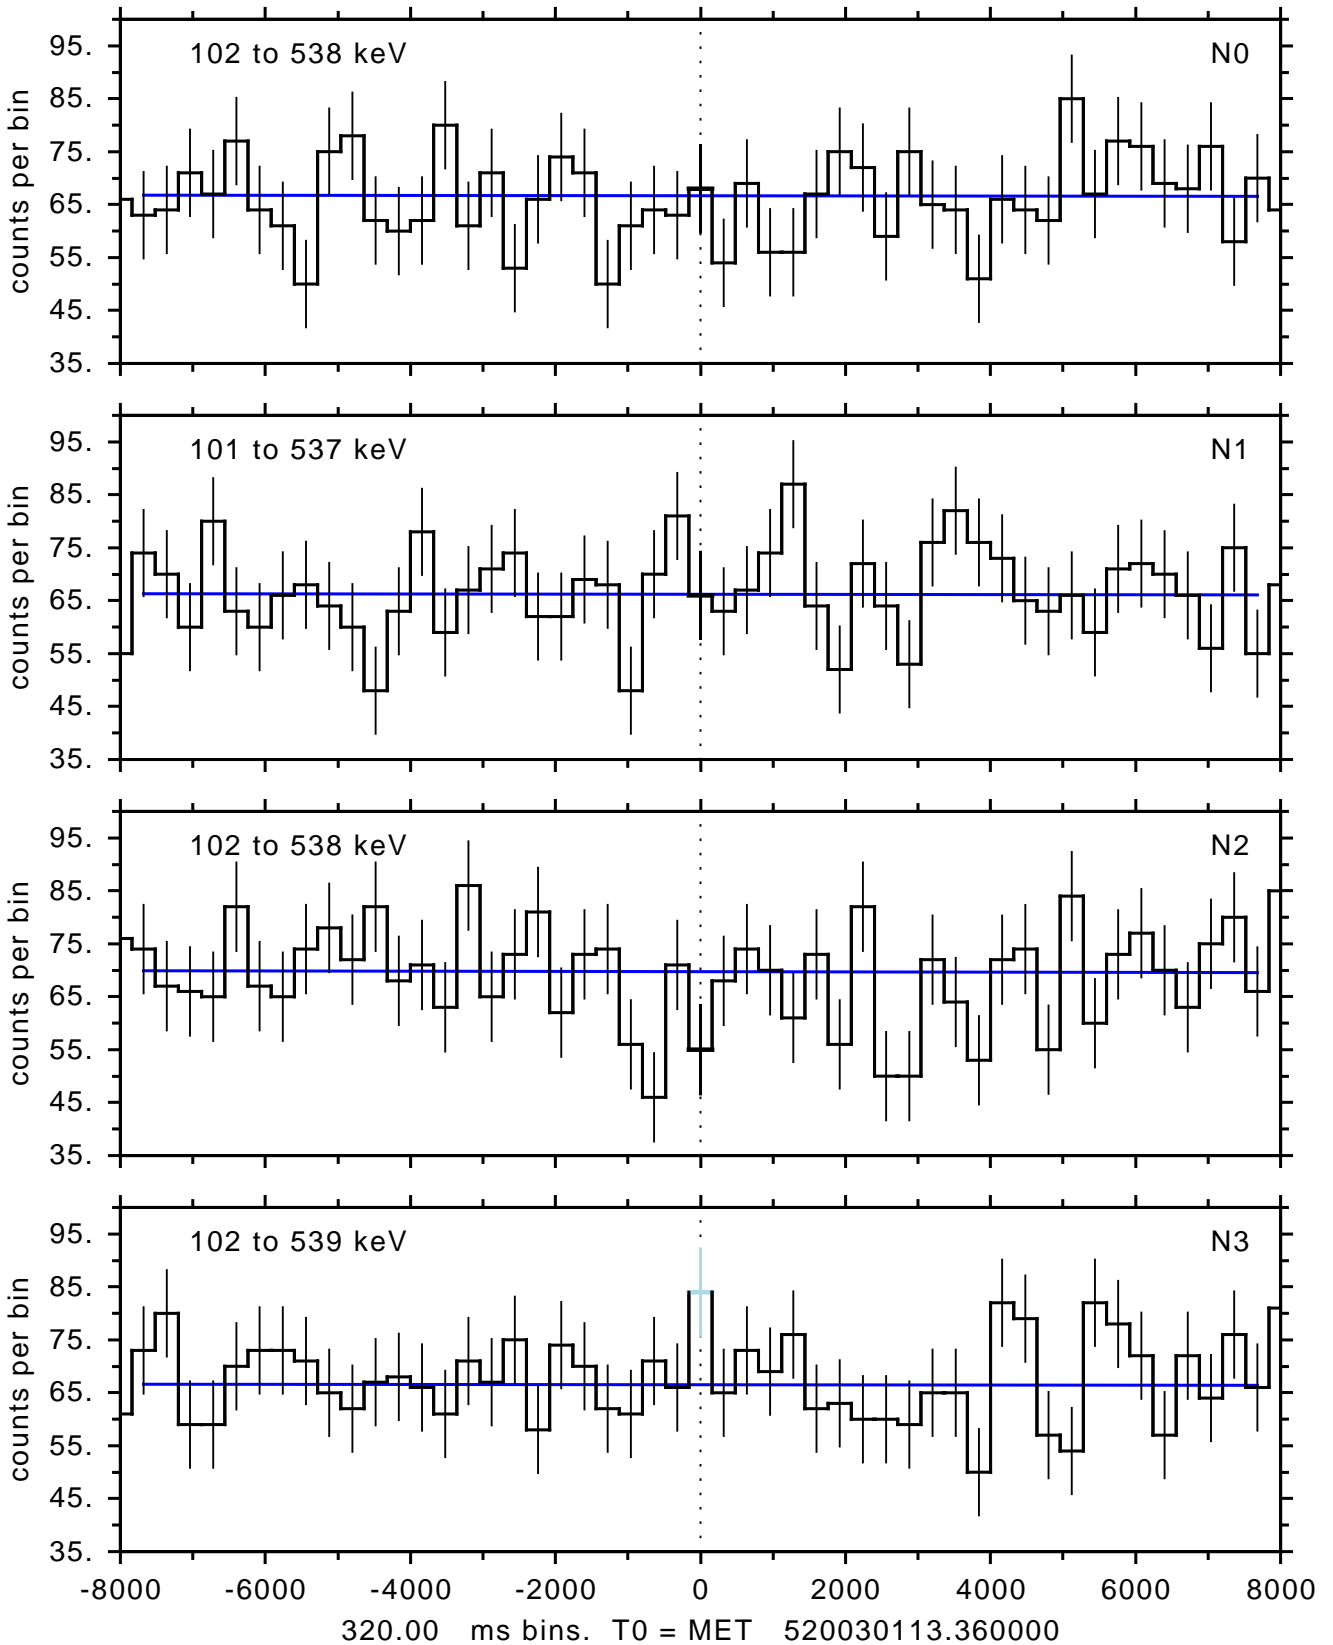 102 to 538 keV N0
95.
85.
75.
65.
55.
45.
35.
counts per bin
101 to 537 keV N1
95.
85.
75.
65.
55.
45.
35.
counts per bin
102 to 538 keV N2
95.
85.
75.
65.
55.
45.
35.
counts per bin
102 to 539 keV N3
95.
85.
75.
65.
55.
45.
35.
counts per bin
-8000 -6000 -4000 -2000 0 2000 4000 6000 8000
320.00 ms bins. T0 = MET 520030113.360000